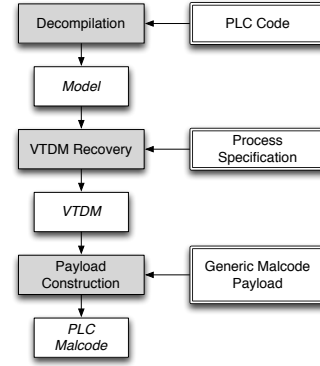 Decompilation
PLC Code
Model
VTDM Recovery
Process
Specification
VTDM
Payload
Construction
Generic Malcode
Payload
PLC
Malcode